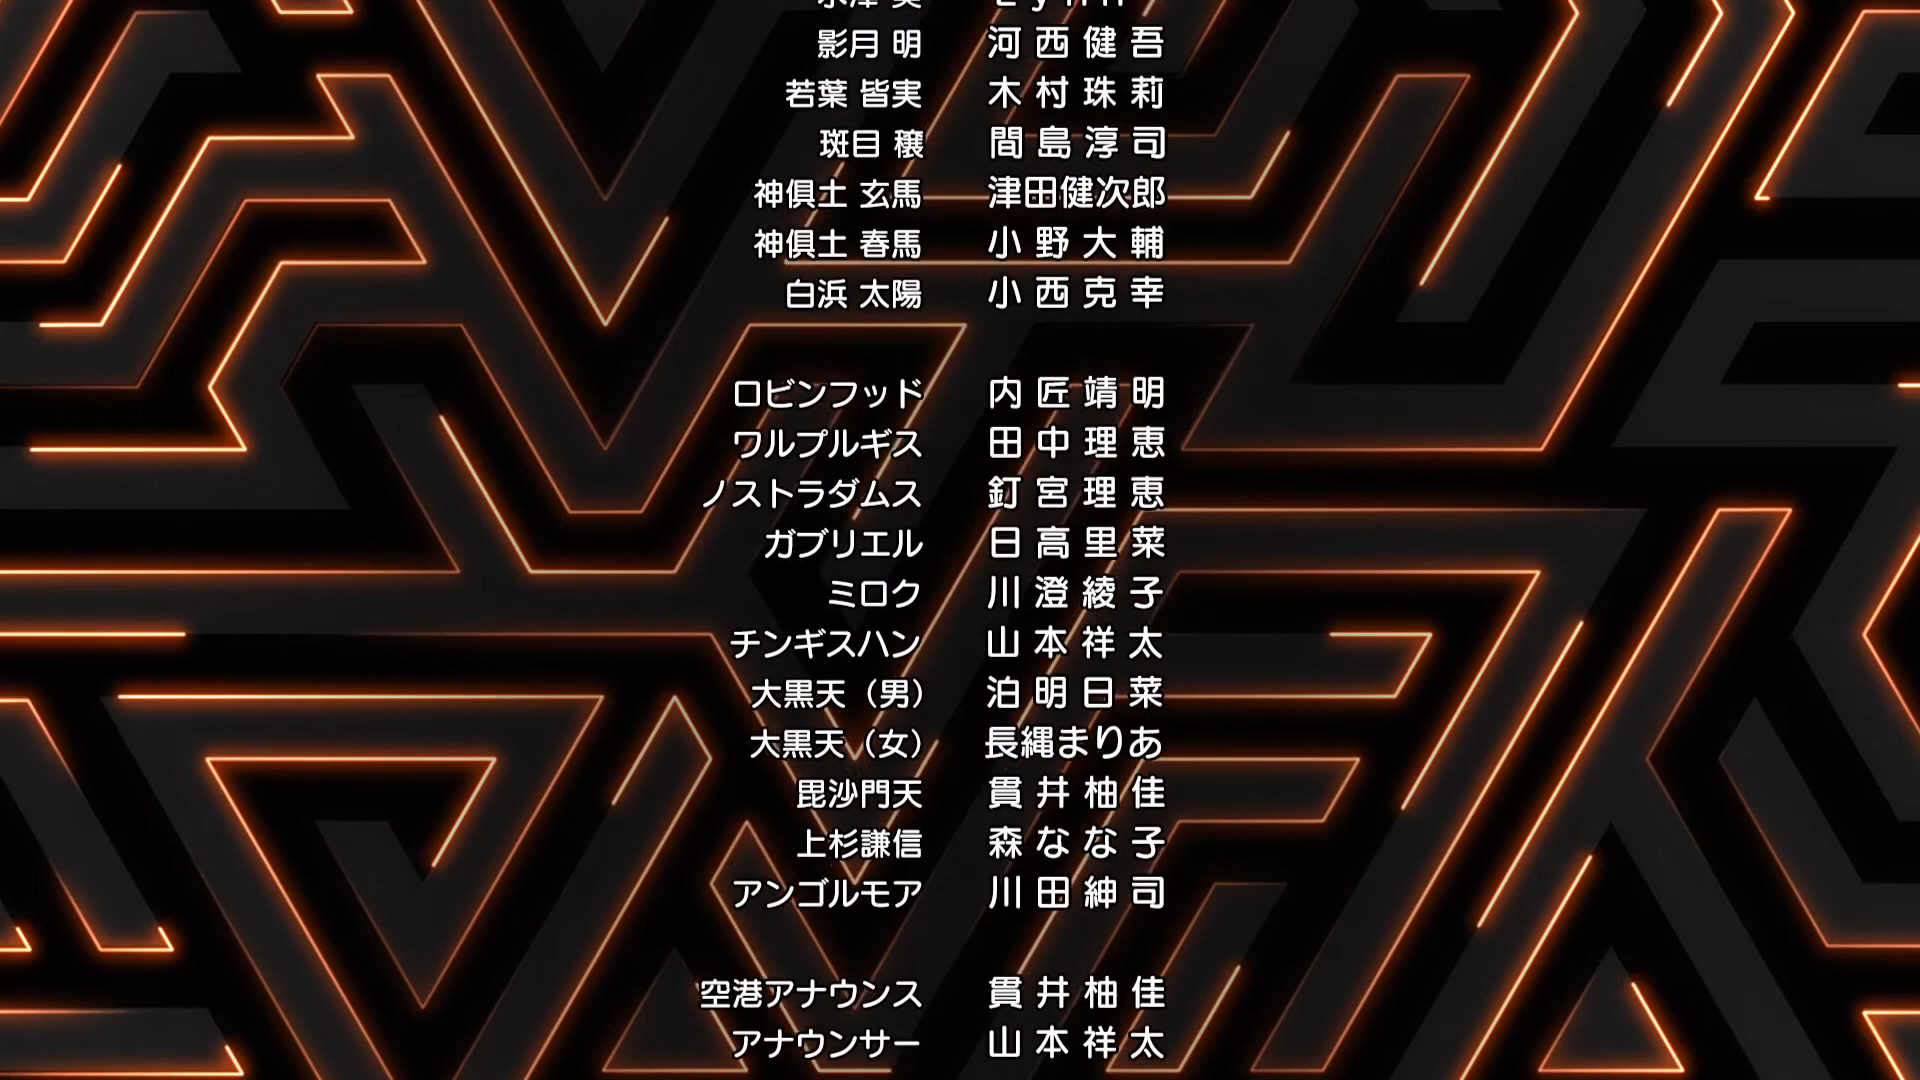 影月 明 河西健吾
若葉 皆実 木村珠莉
斑目 穣 間島淳司
神倶土 玄馬 津田健次郎
神倶土 春馬 小野大輔
白浜 太陽 小西克幸
ロビンフッド 内匠靖明
ワルプルギス 田中理恵
ノストラダムス 釘宮理恵
ガブリエル 日高里菜
ミロク 川澄綾子
チンギスハン 山本祥太
大黒天（男） 泊明日菜
大黒天（女） 長縄まりあ
毘沙門天 貫井柚佳
上杉謙信 森なな子
アンゴルモア 川田紳司
空港アナウンス 貫井柚佳
アナウンサー 山本祥太